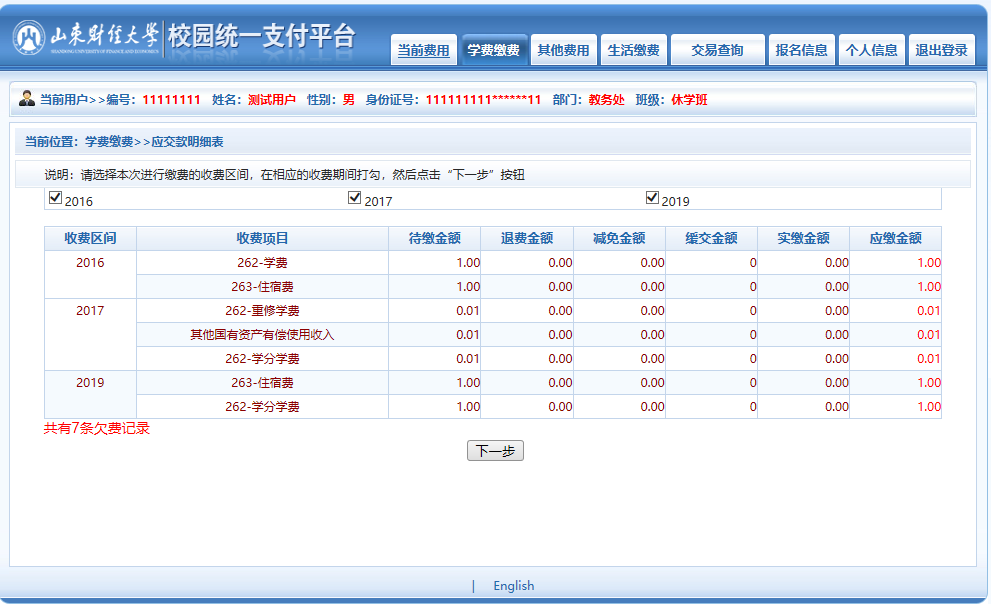 山东财经大学 校园统一支付平台
SHANDONG UNIVERSITY OF FINANCE AND ECONOMICS
当前费用 学费缴费 其他费用 生活缴费 交易查询 报名信息 个人信息 退出登录
当前用户>>编号：11111111 姓名：测试用户 性别：男 身份证号：111111111******11 部门：教务处 班级：休学班
当前位置：学费缴费>>应交款明细表
说明：请选择本次进行缴费的收费区间，在相应的收费期间打勾，然后点击“下一步”按钮
2016 2017 2019
收费区间 收费项目 待缴金额 退费金额 减免金额 缓交金额 实缴金额 应缴金额
2016 262-学费 1.00 0.00 0.00 0 0.00 1.00
263-住宿费 1.00 0.00 0.00 0 0.00 1.00
2017 262-重修学费 0.01 0.00 0.00 0 0.00 0.01
其他国有资产有偿使用收入 0.01 0.00 0.00 0 0.00 0.01
262-学分学费 0.01 0.00 0.00 0 0.00 0.01
2019 263-住宿费 1.00 0.00 0.00 0 0.00 1.00
262-学分学费 1.00 0.00 0.00 0 0.00 1.00
共有7条欠费记录
下一步
| English